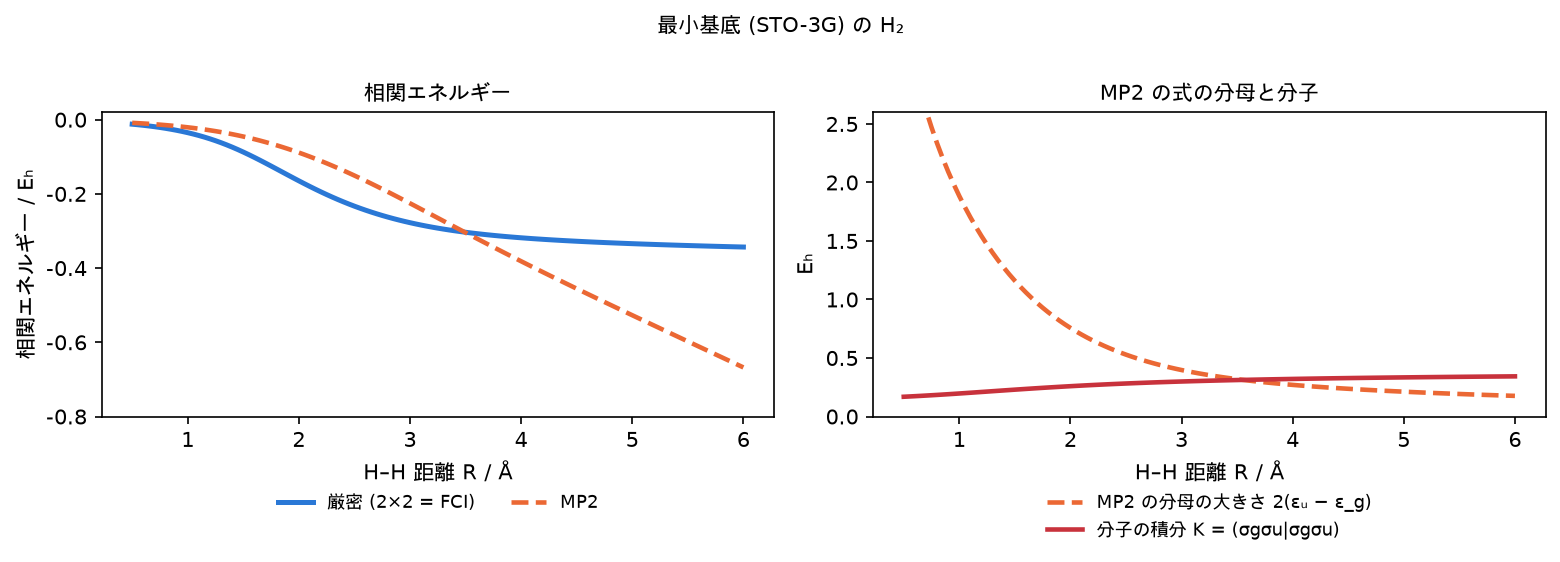 最小基底 (STO-3G) の H₂
相関エネルギー
相関エネルギー / Eₕ
0.0
-0.2
-0.4
-0.6
-0.8
1 2 3 4 5 6
H–H 距離 R / Å
厳密 (2×2 = FCI) MP2
MP2 の式の分母と分子
Eₕ
2.5
2.0
1.5
1.0
0.5
0.0
1 2 3 4 5 6
H–H 距離 R / Å
MP2 の分母の大きさ 2(εᵤ − ε_g)
分子の積分 K = (σgσu|σgσu)